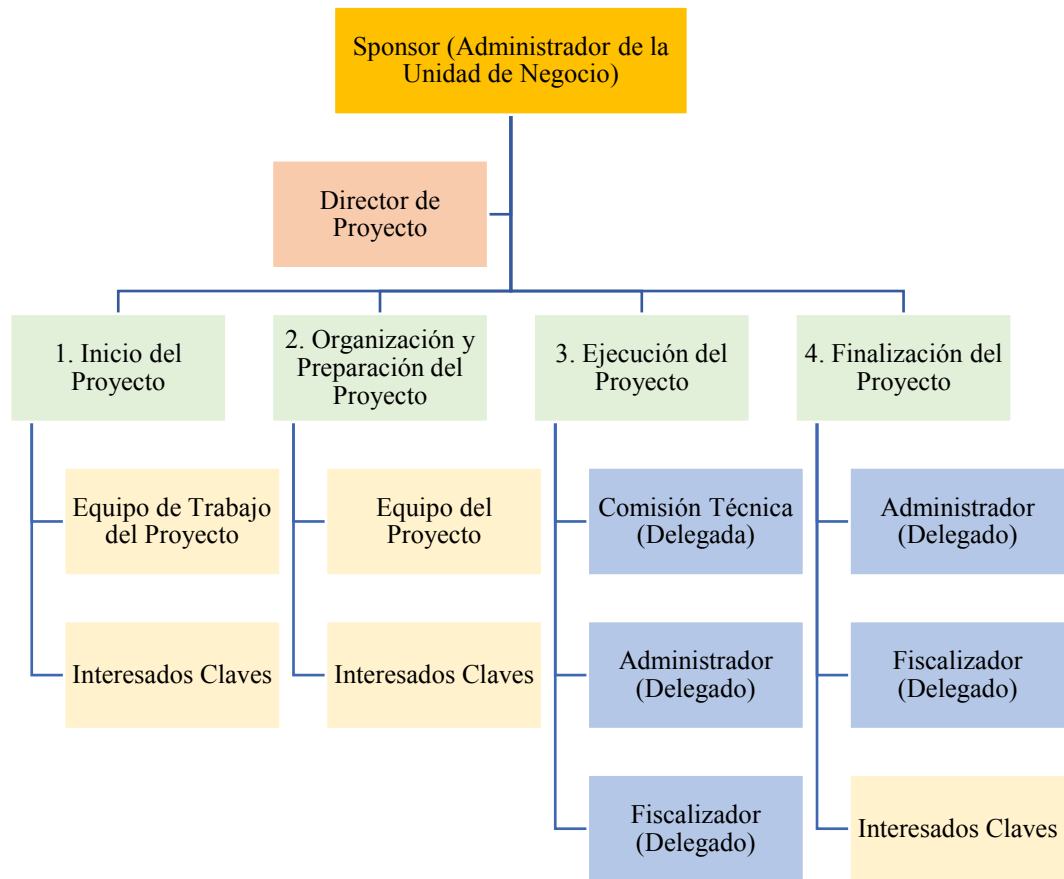 Sponsor (Administrador de la
Unidad de Negocio)
Director de
Proyecto
1. Inicio del
Proyecto
2. Organización y
Preparación del
Proyecto
3. Ejecución del
Proyecto
4. Finalización del
Proyecto
Equipo de Trabajo
del Proyecto
Equipo del
Proyecto
Comisión Técnica
(Delegada)
Administrador
(Delegado)
Interesados Claves
Interesados Claves
Administrador
(Delegado)
Fiscalizador
(Delegado)
Fiscalizador
(Delegado)
Interesados Claves